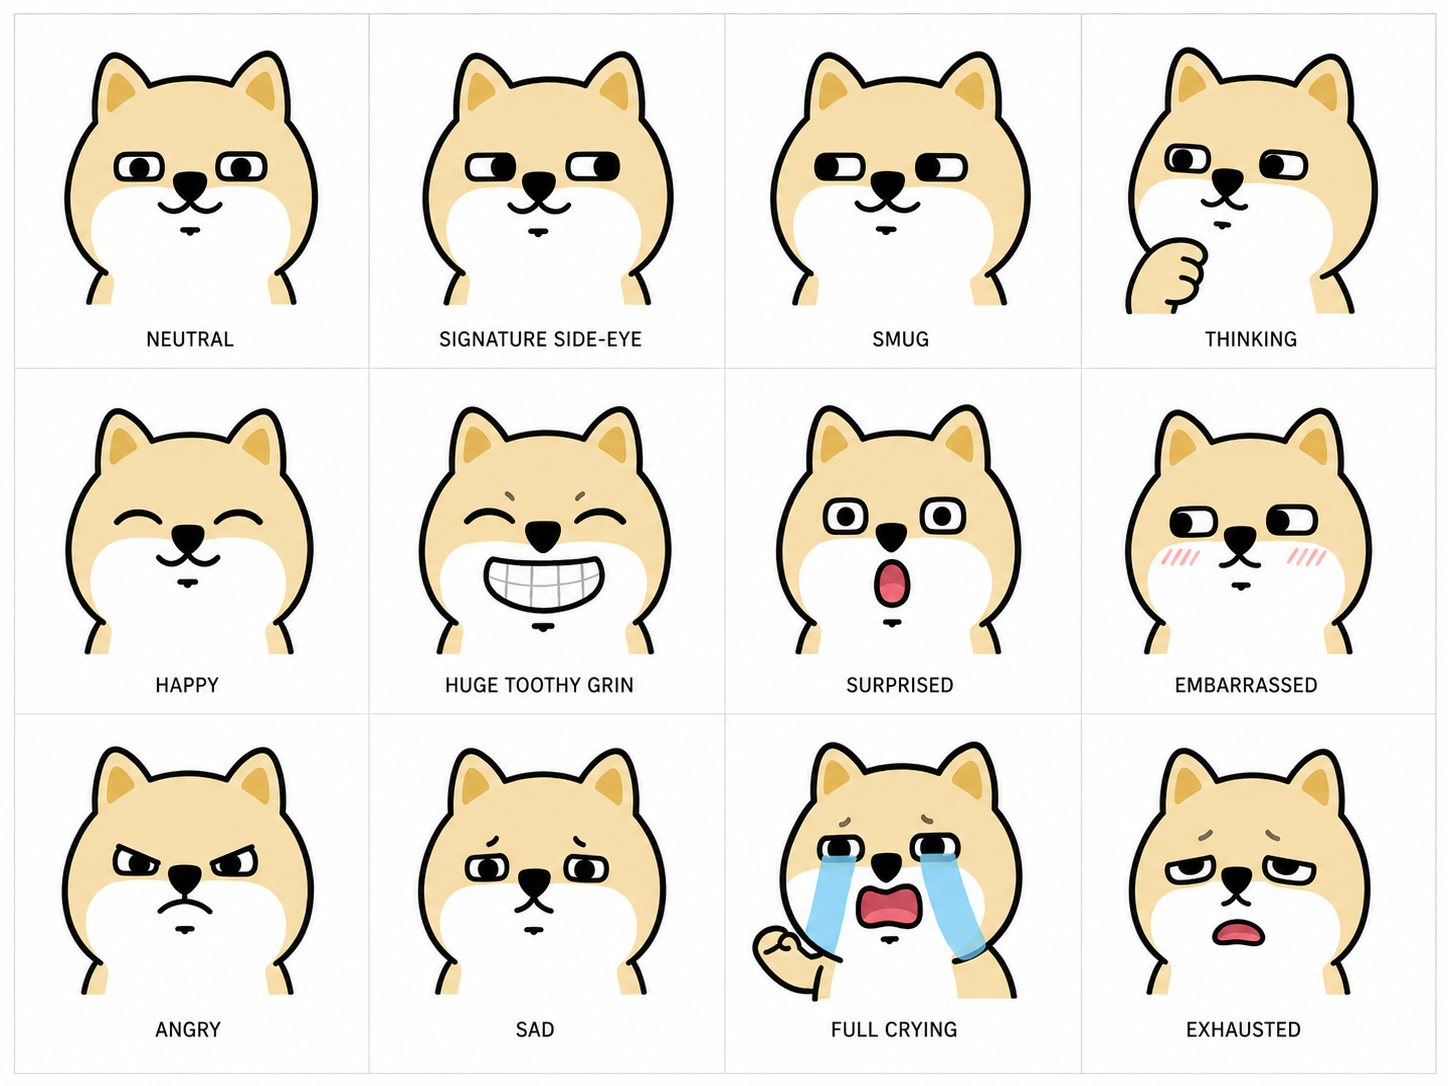 NEUTRAL
SIGNATURE SIDE-EYE
SMUG
THINKING
HAPPY
HUGE TOOTHY GRIN
SURPRISED
EMBARRASSED
ANGRY
SAD
FULL CRYING
EXHAUSTED